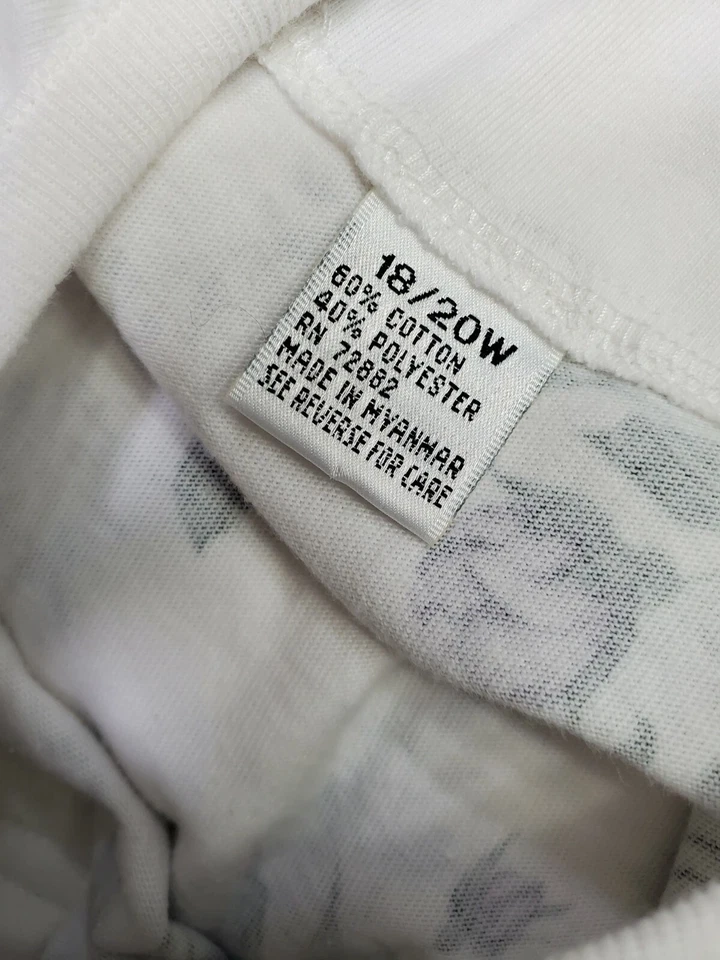 18/20W
60% COTTON
40% POLYESTER
RN 72882
MADE IN MYANMAR
SEE REVERSE FOR CARE